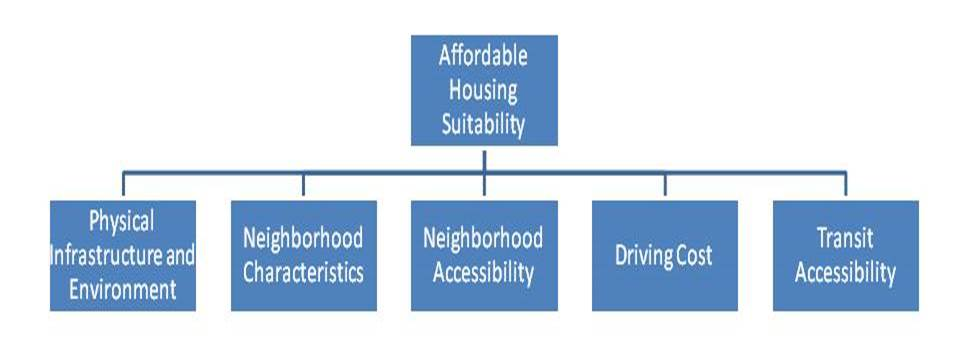 Affordable
Housing
Suitability
Physical
Infrastructure and
Environment
Neighborhood
Characteristics
Neighborhood
Accessibility
Driving Cost
Transit
Accessibility